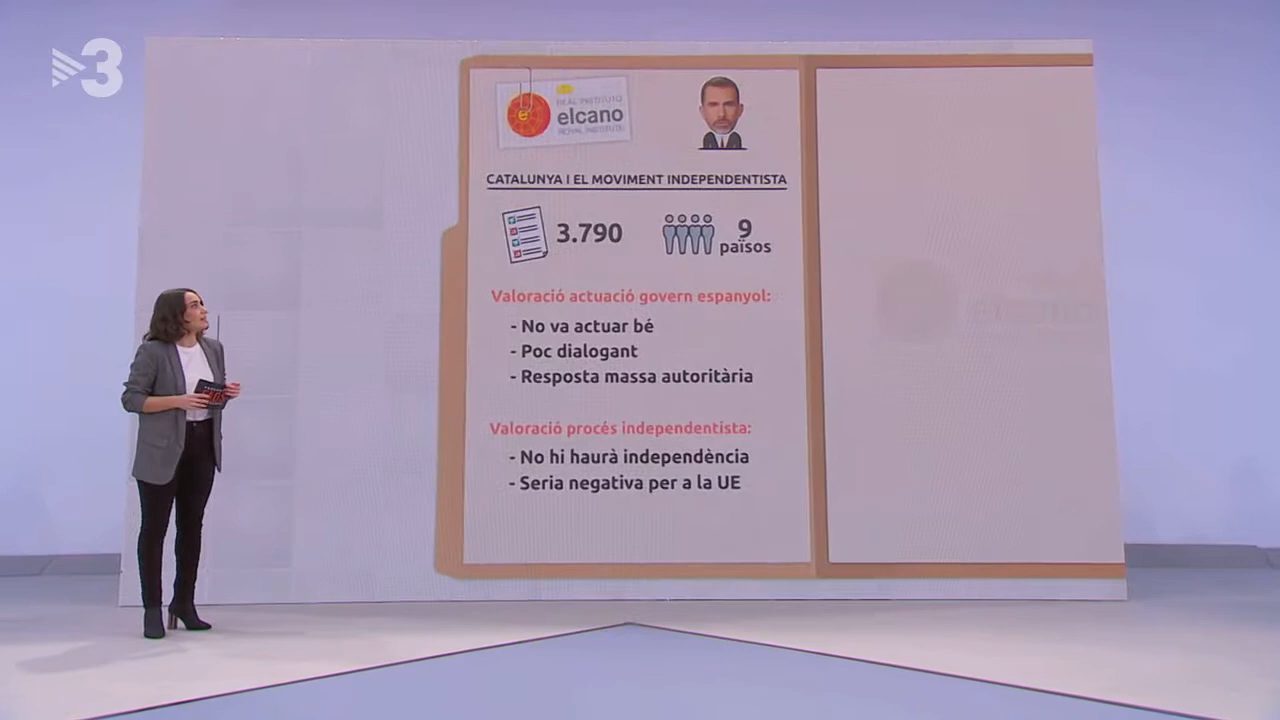 3
REAL INSTITUTO
elcano
ROYAL INSTITUTE
CATALUNYA I EL MOVIMENT INDEPENDENTISTA
3.790
9
països
Valoració actuació govern espanyol:
- No va actuar bé
- Poc dialogant
- Resposta massa autoritària
Valoració procés independentista:
- No hi haurà independència
- Seria negativa per a la UE